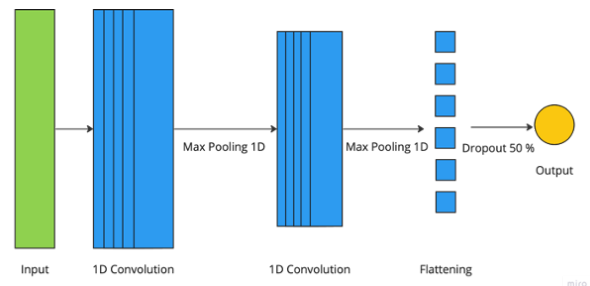 Max Pooling 1D
Max Pooling 1D
Dropout 50 %
Output
Input
1D Convolution
1D Convolution
Flattening
miro